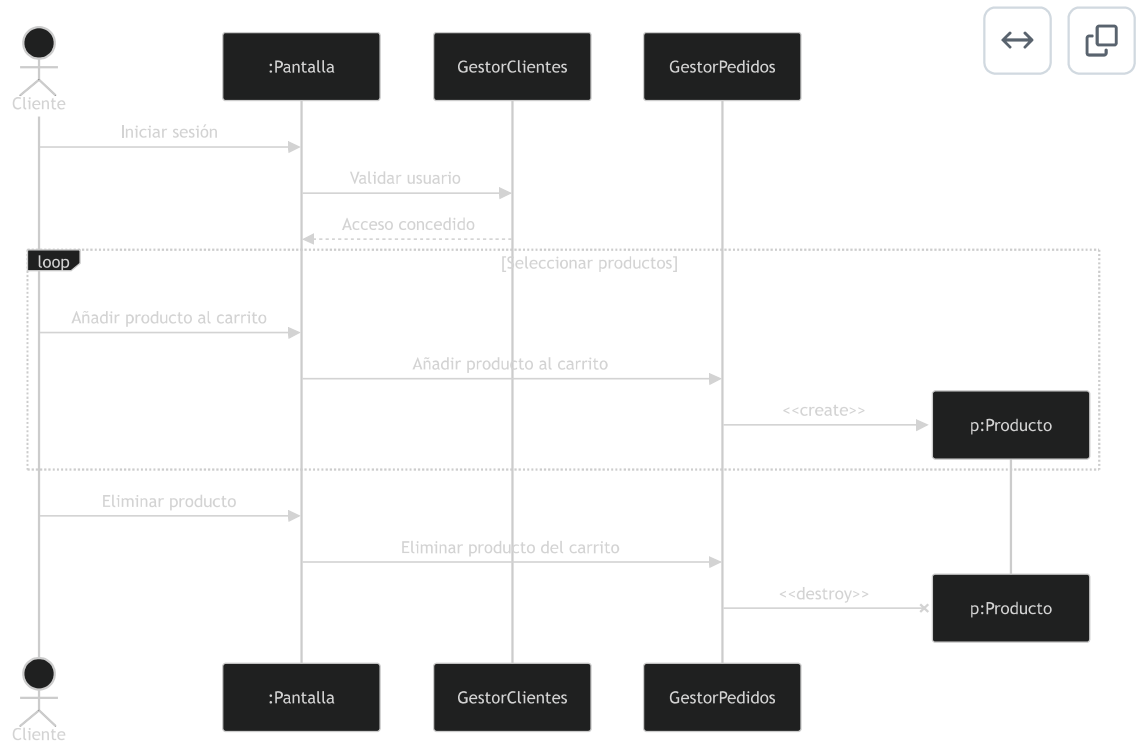 :Pantalla
GestorClientes
GestorPedidos
Cliente
Iniciar sesión
Validar usuario
Acceso concedido
loop
[Seleccionar productos]
Añadir producto al carrito
Añadir producto al carrito
<<create>>
p:Producto
Eliminar producto
Eliminar producto del carrito
<<destroy>>
p:Producto
:Pantalla
GestorClientes
GestorPedidos
Cliente